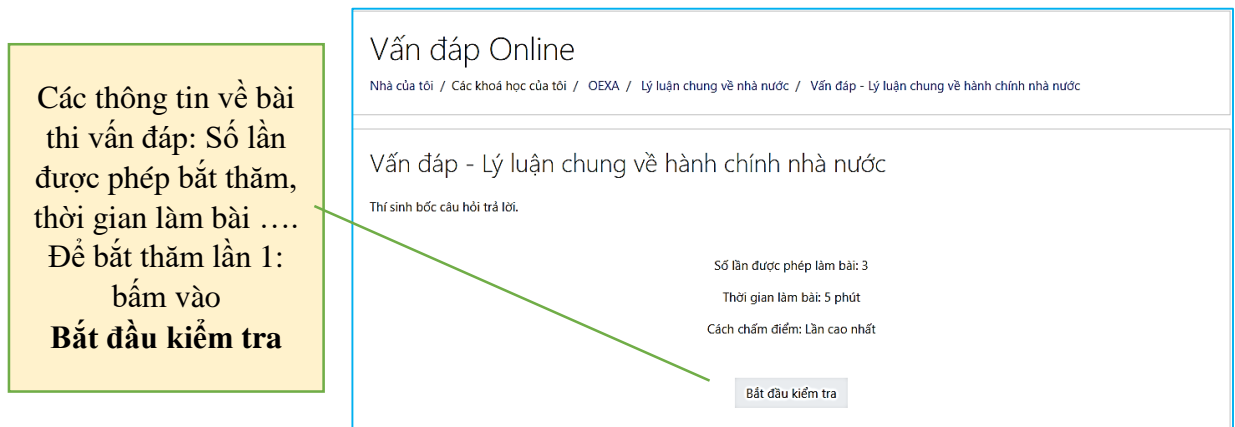 Các thông tin về bài
thi vấn đáp: Số lần
được phép bắt thăm,
thời gian làm bài ….
Để bắt thăm lần 1:
bấm vào
Bắt đầu kiểm tra
Vấn đáp Online
Nhà của tôi / Các khoá học của tôi / OEXA / Lý luận chung về nhà nước / Vấn đáp - Lý luận chung về hành chính nhà nước
Vấn đáp - Lý luận chung về hành chính nhà nước
Thí sinh bốc câu hỏi trả lời.
Số lần được phép làm bài: 3
Thời gian làm bài: 5 phút
Cách chấm điểm: Lần cao nhất
Bắt đầu kiểm tra